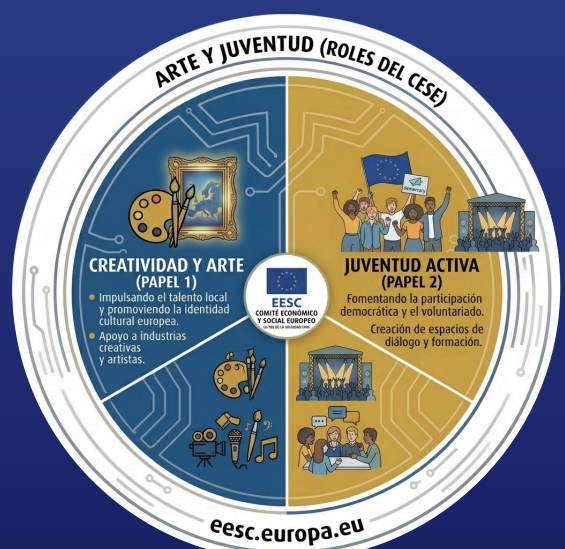 ARTE Y JUVENTUD (ROLES DEL CESE)
CREATIVIDAD Y ARTE
(PAPEL 1)
Impulsando el talento local
y promoviendo la identidad
cultural europea.
Apoyo a industrias
creativas
y artistas.
democracy
JUVENTUD ACTIVA
(PAPEL 2)
Fomentando la participación
democrática y el voluntariado.
Creación de espacios de
diálogo y formación.
EESC
COMITÉ ECONÓMICO
Y SOCIAL EUROPEO
eesc.europa.eu